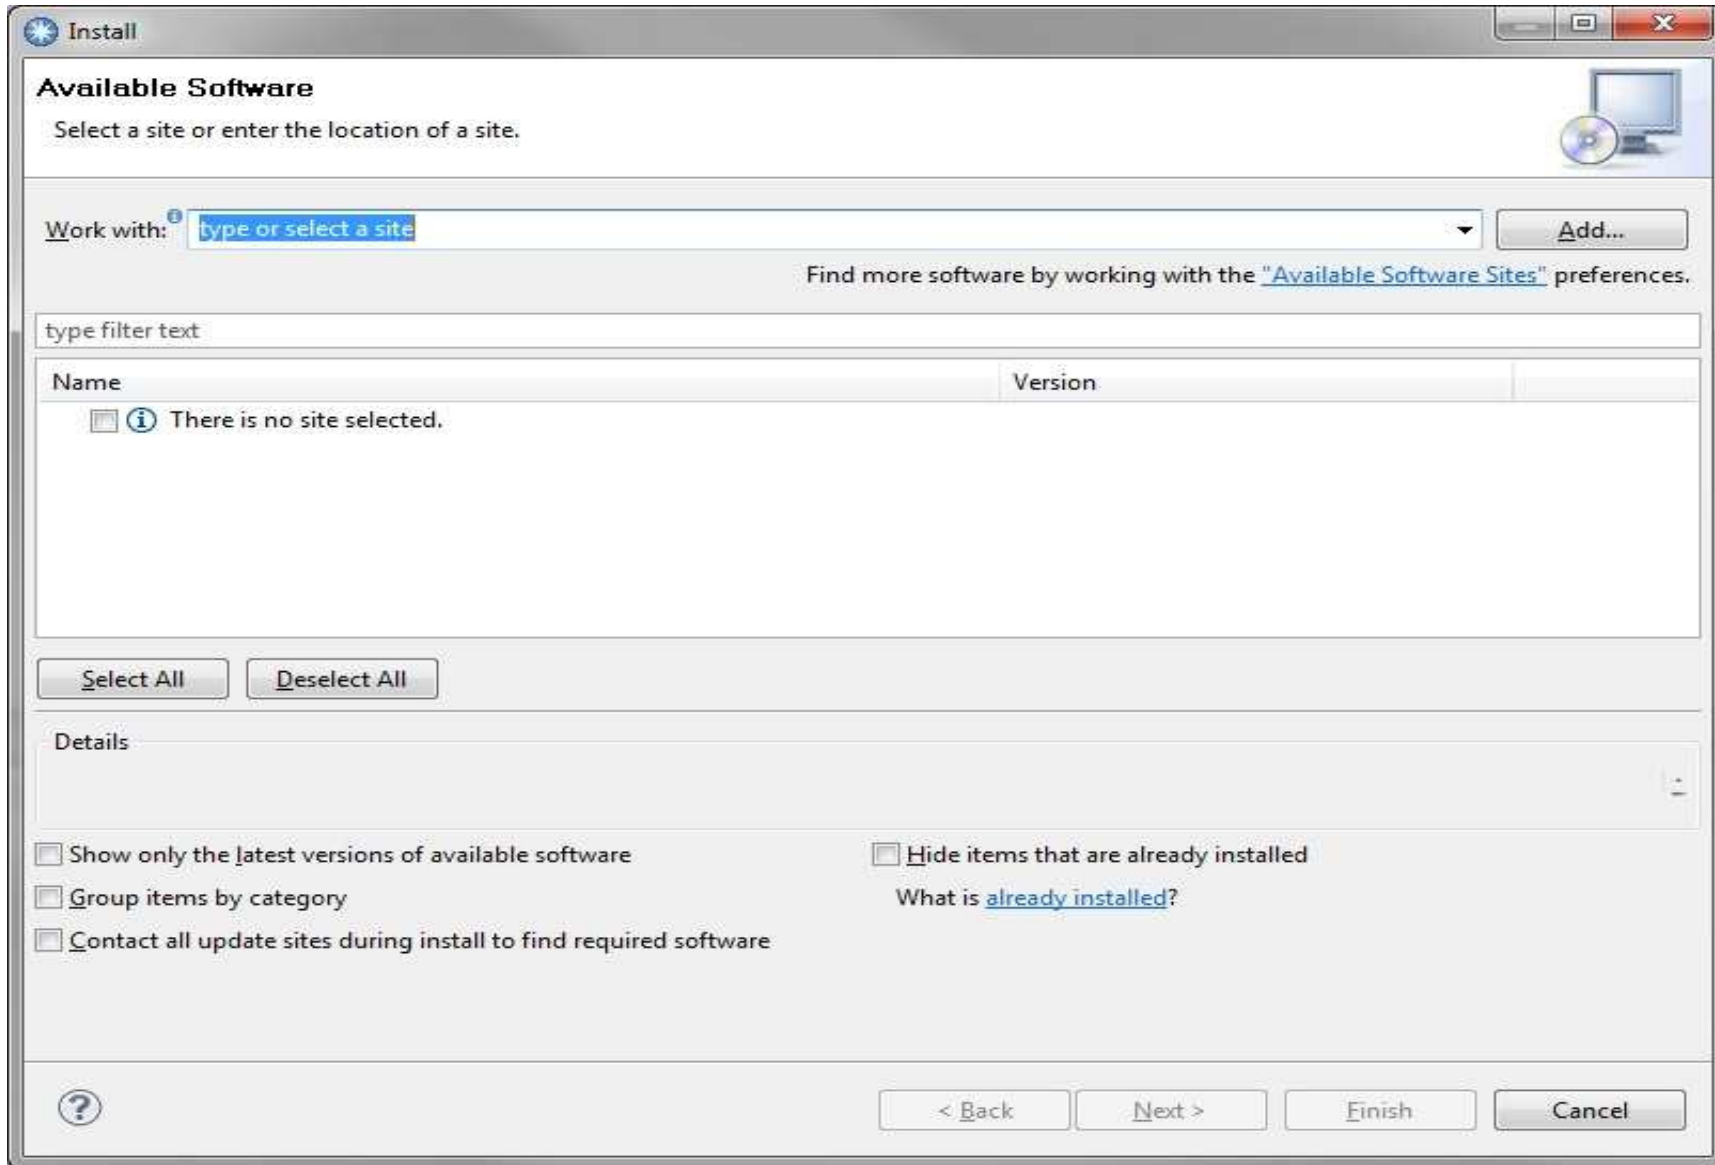 Install
Available Software
Select a site or enter the location of a site.
Work with: type or select a site Add...
Find more software by working with the "Available Software Sites" preferences.
type filter text
Name Version
There is no site selected.
Select All Deselect All
Details
Show only the latest versions of available software Hide items that are already installed
Group items by category What is already installed?
Contact all update sites during install to find required software
< Back Next > Finish Cancel